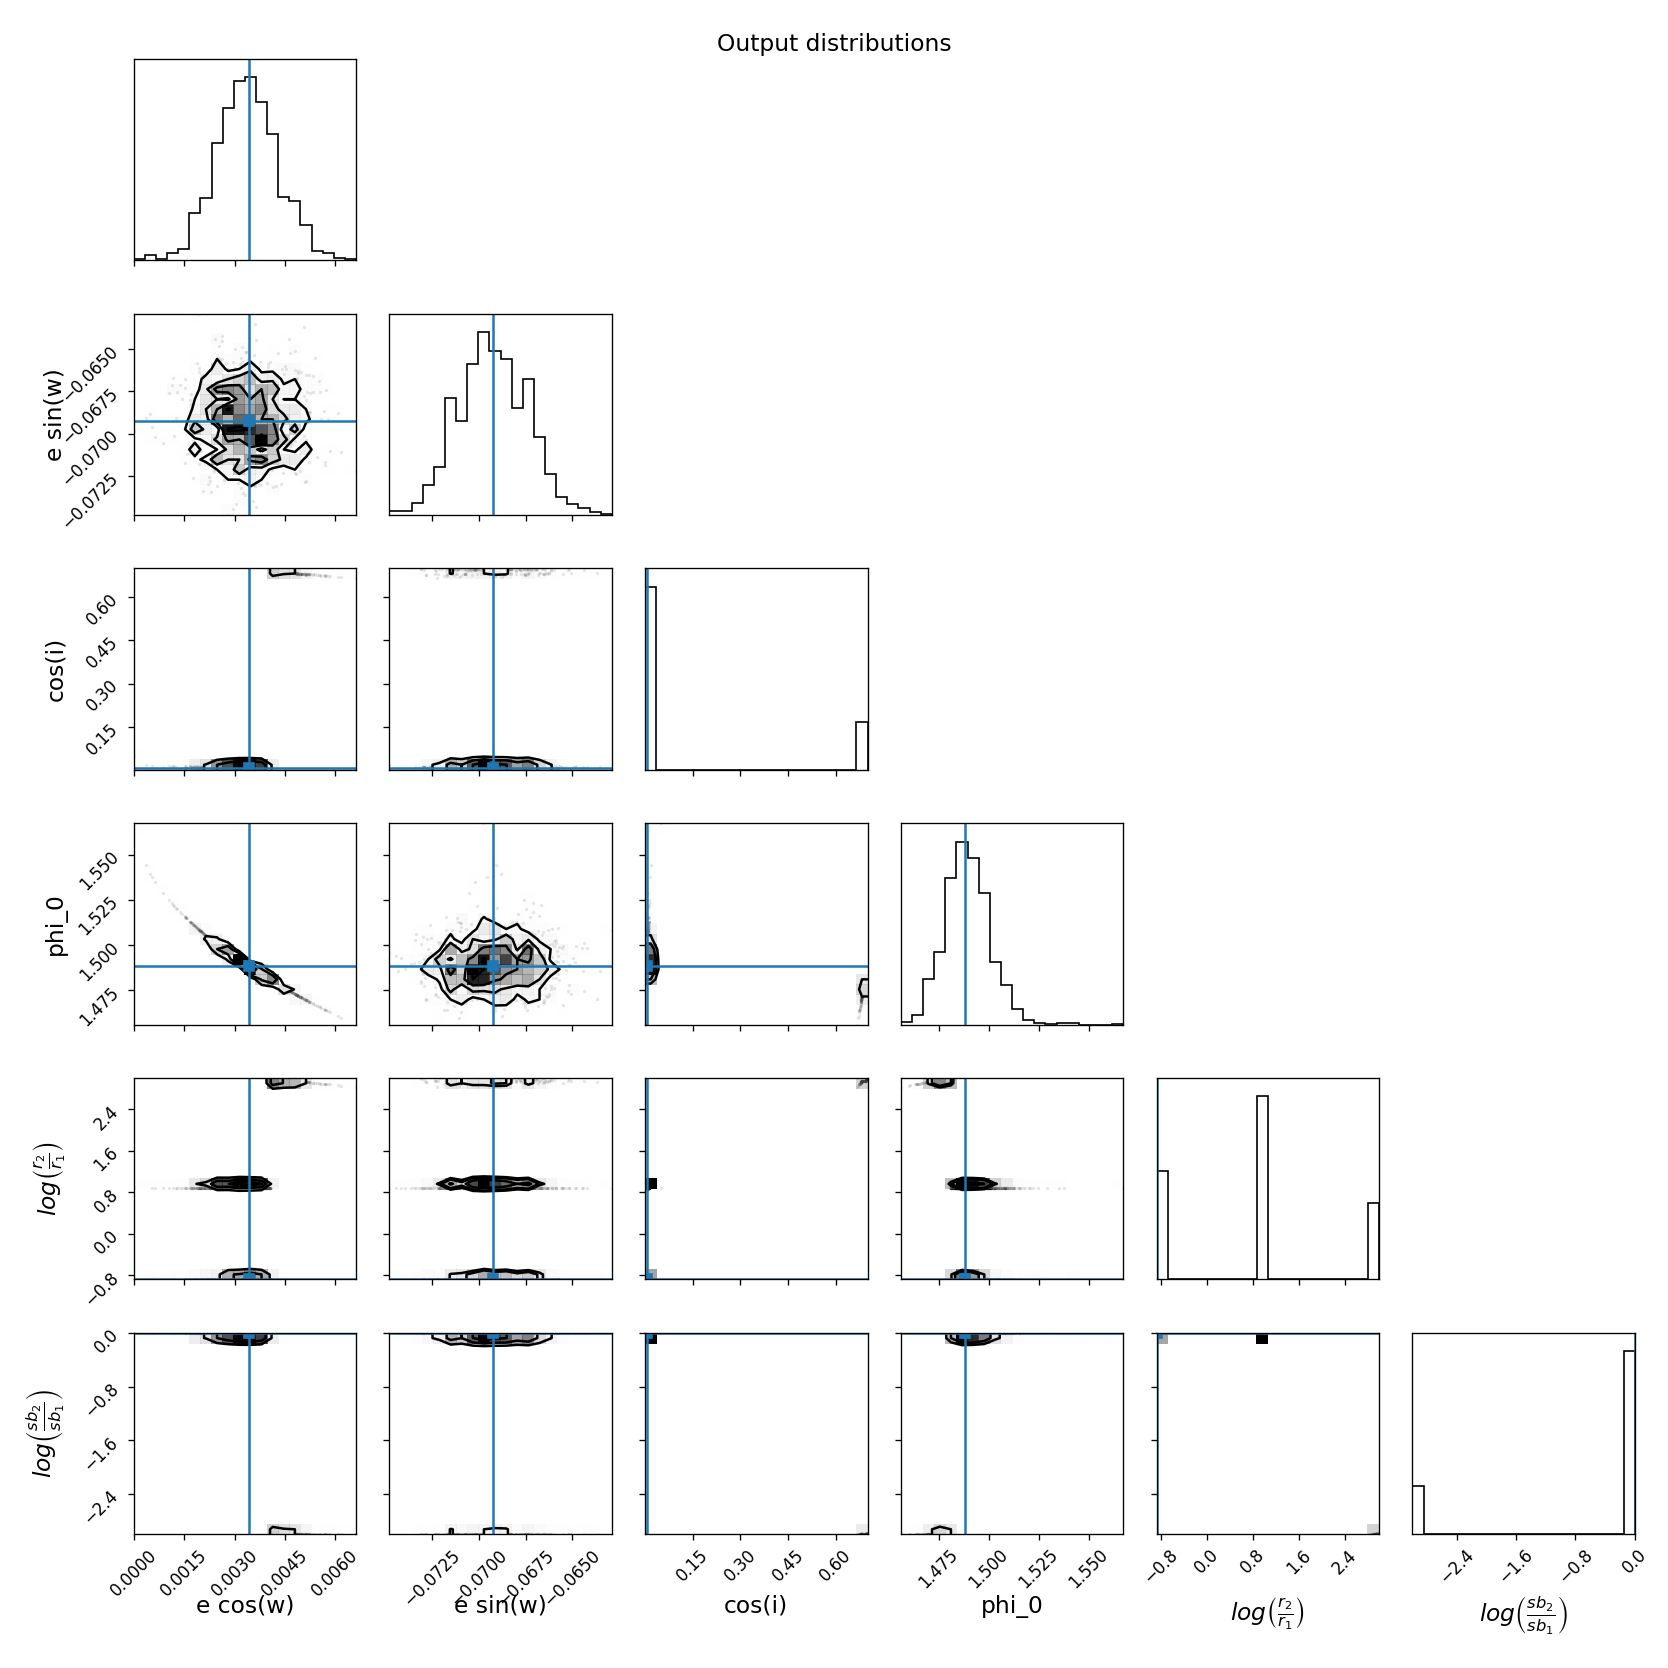 Output distributions
e sin(w)
−0.0650
−0.0675
−0.0700
−0.0725
cos(i)
0.60
0.45
0.30
0.15
phi_0
1.550
1.525
1.500
1.475
log(r₂/r₁)
2.4
1.6
0.8
0.0
−0.8
log(sb₂/sb₁)
0.0
−0.8
−1.6
−2.4
0.0000 0.0015 0.0030 0.0045 0.0060
e cos(w)
−0.0725 −0.0700 −0.0675 −0.0650
e sin(w)
0.15 0.30 0.45 0.60
cos(i)
1.475 1.500 1.525 1.550
phi_0
−0.8 0.0 0.8 1.6 2.4
log(r₂/r₁)
−2.4 −1.6 −0.8 0.0
log(sb₂/sb₁)